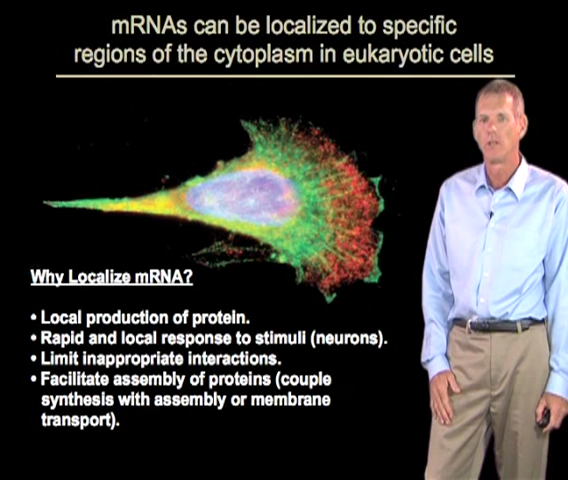 mRNAs can be localized to specific
regions of the cytoplasm in eukaryotic cells
Why Localize mRNA?
• Local production of protein.
• Rapid and local response to stimuli (neurons).
• Limit inappropriate interactions.
• Facilitate assembly of proteins (couple
synthesis with assembly or membrane
transport).